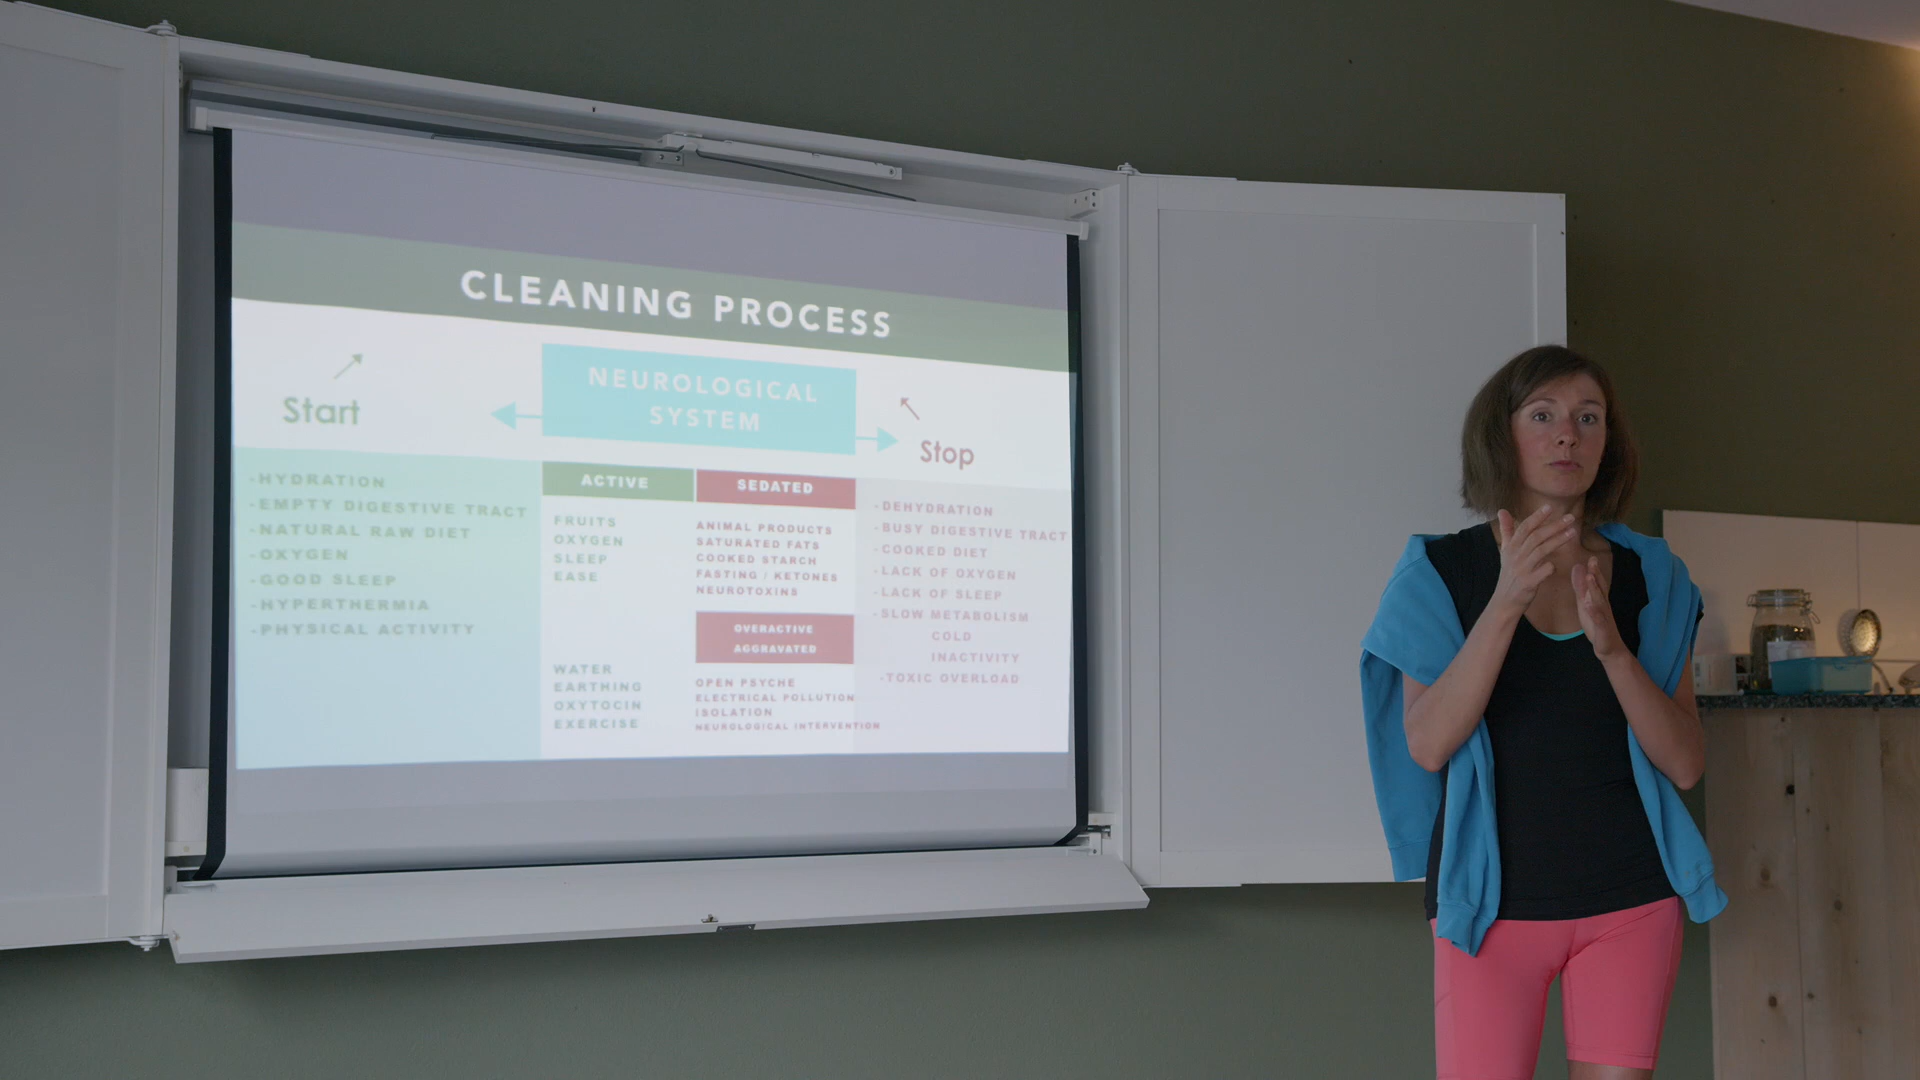 CLEANING PROCESS
Start
NEUROLOGICAL
SYSTEM
Stop
-HYDRATION
-EMPTY DIGESTIVE TRACT
-NATURAL RAW DIET
-OXYGEN
-GOOD SLEEP
-HYPERTHERMIA
-PHYSICAL ACTIVITY
ACTIVE
FRUITS
OXYGEN
SLEEP
EASE
WATER
EARTHING
OXYTOCIN
EXERCISE
SEDATED
ANIMAL PRODUCTS
SATURATED FATS
COOKED STARCH
FASTING / KETONES
NEUROTOXINS
OVERACTIVE
AGGRAVATED
OPEN PSYCHE
ELECTRICAL POLLUTION
ISOLATION
NEUROLOGICAL INTERVENTION
-DEHYDRATION
-BUSY DIGESTIVE TRACT
-COOKED DIET
-LACK OF OXYGEN
-LACK OF SLEEP
-SLOW METABOLISM
COLD
INACTIVITY
-TOXIC OVERLOAD